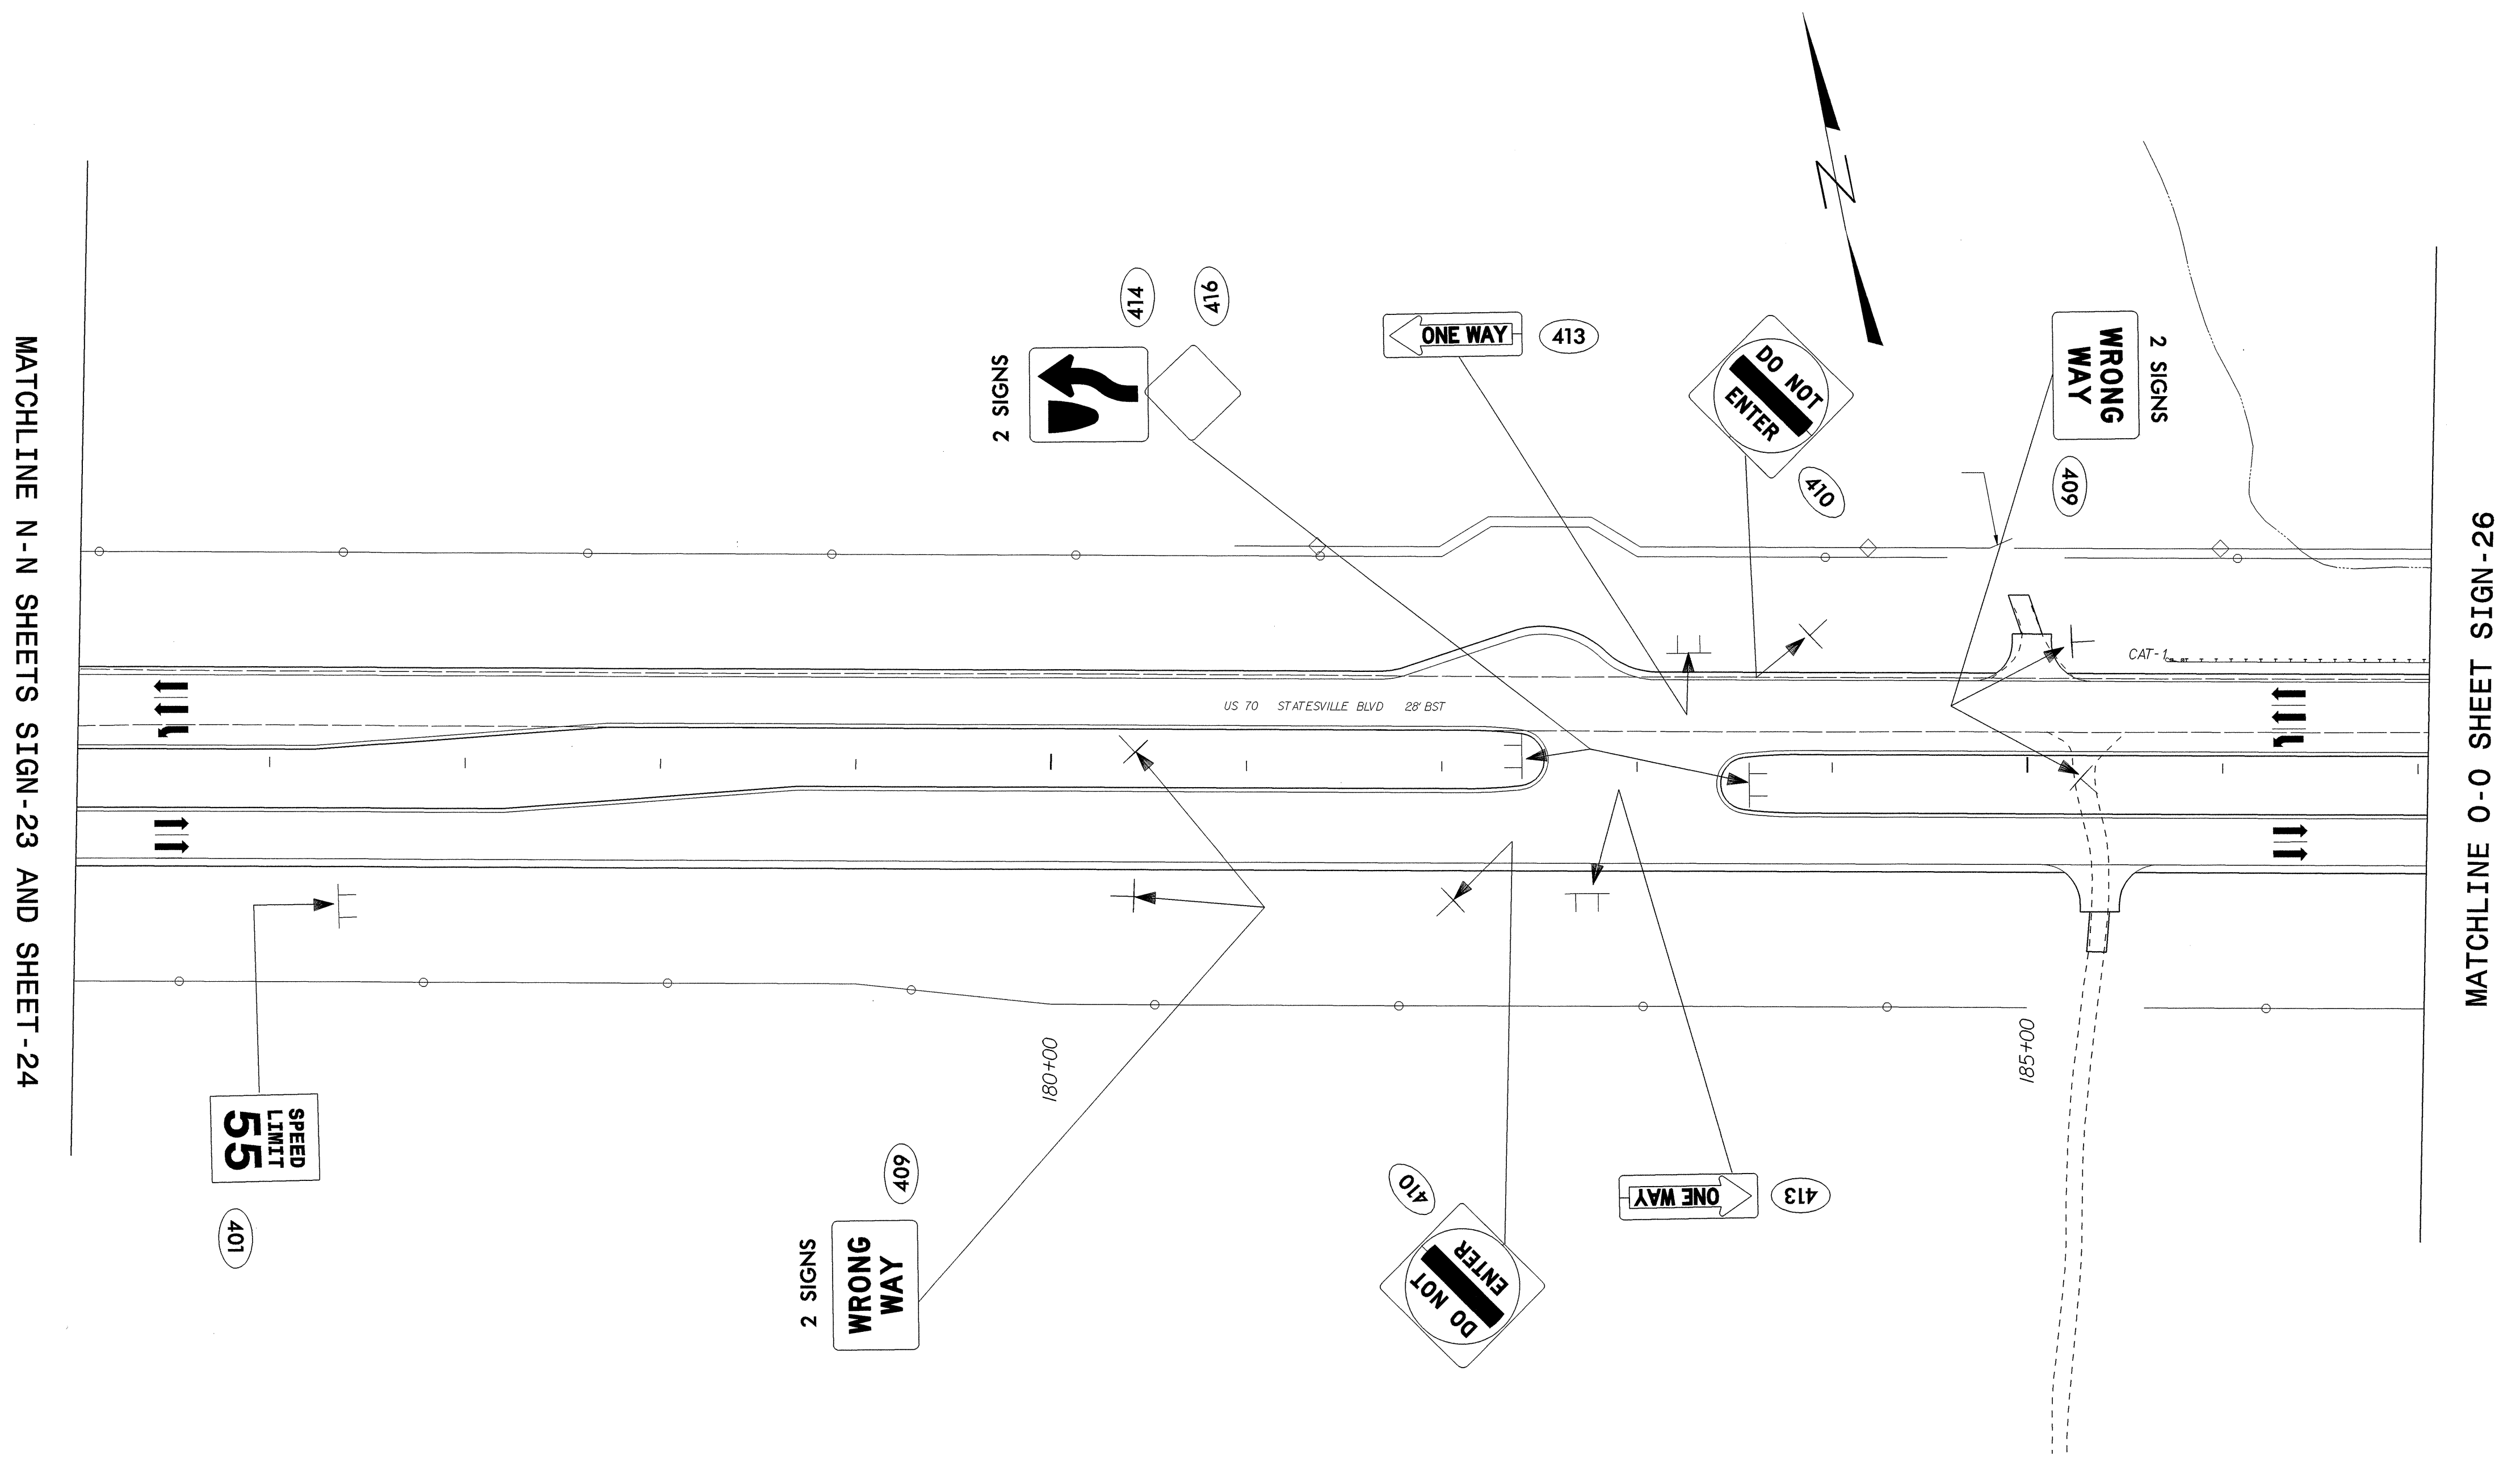 MATCHLINE N-N SHEETS SIGN-23 AND SHEET-24
2 SIGNS
414
416
ONE WAY
413
DO NOT
ENTER
410
WRONG
WAY
2 SIGNS
409
N
CAT-1
US 70 STATESVILLE BLVD 28' BST
180+00
185+00
SPEED
LIMIT
55
401
2 SIGNS
WRONG
WAY
409
410
DO NOT
ENTER
ONE WAY
413
MATCHLINE O-O SHEET SIGN-26